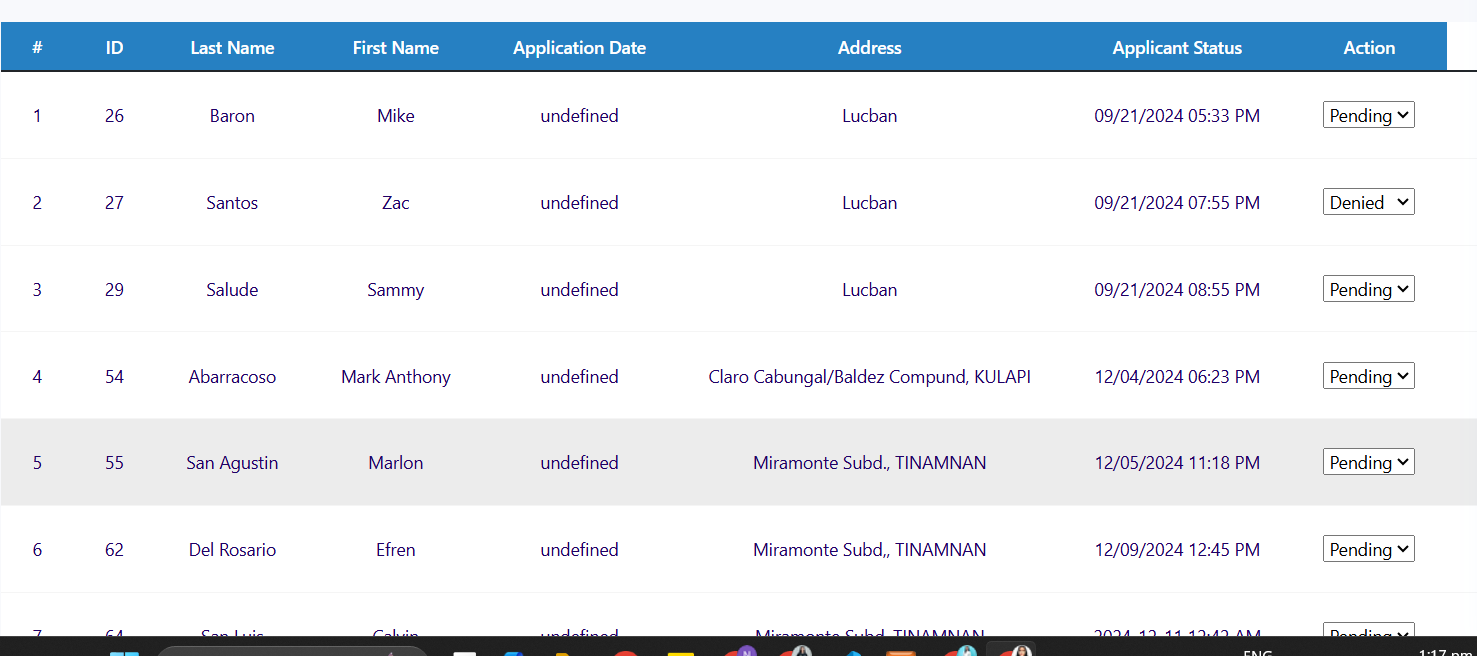 # ID Last Name First Name Application Date Address Applicant Status Action
1 26 Baron Mike undefined Lucban 09/21/2024 05:33 PM Pending
2 27 Santos Zac undefined Lucban 09/21/2024 07:55 PM Denied
3 29 Salude Sammy undefined Lucban 09/21/2024 08:55 PM Pending
4 54 Abarracoso Mark Anthony undefined Claro Cabungal/Baldez Compund, KULAPI 12/04/2024 06:23 PM Pending
5 55 San Agustin Marlon undefined Miramonte Subd., TINAMNAN 12/05/2024 11:18 PM Pending
6 62 Del Rosario Efren undefined Miramonte Subd,, TINAMNAN 12/09/2024 12:45 PM Pending
7 64 San Luis Calvin undefined Miramonte Subd, TINAMNAN 2024-12-11 12:42 AM Pending
N ENG 1:17 pm